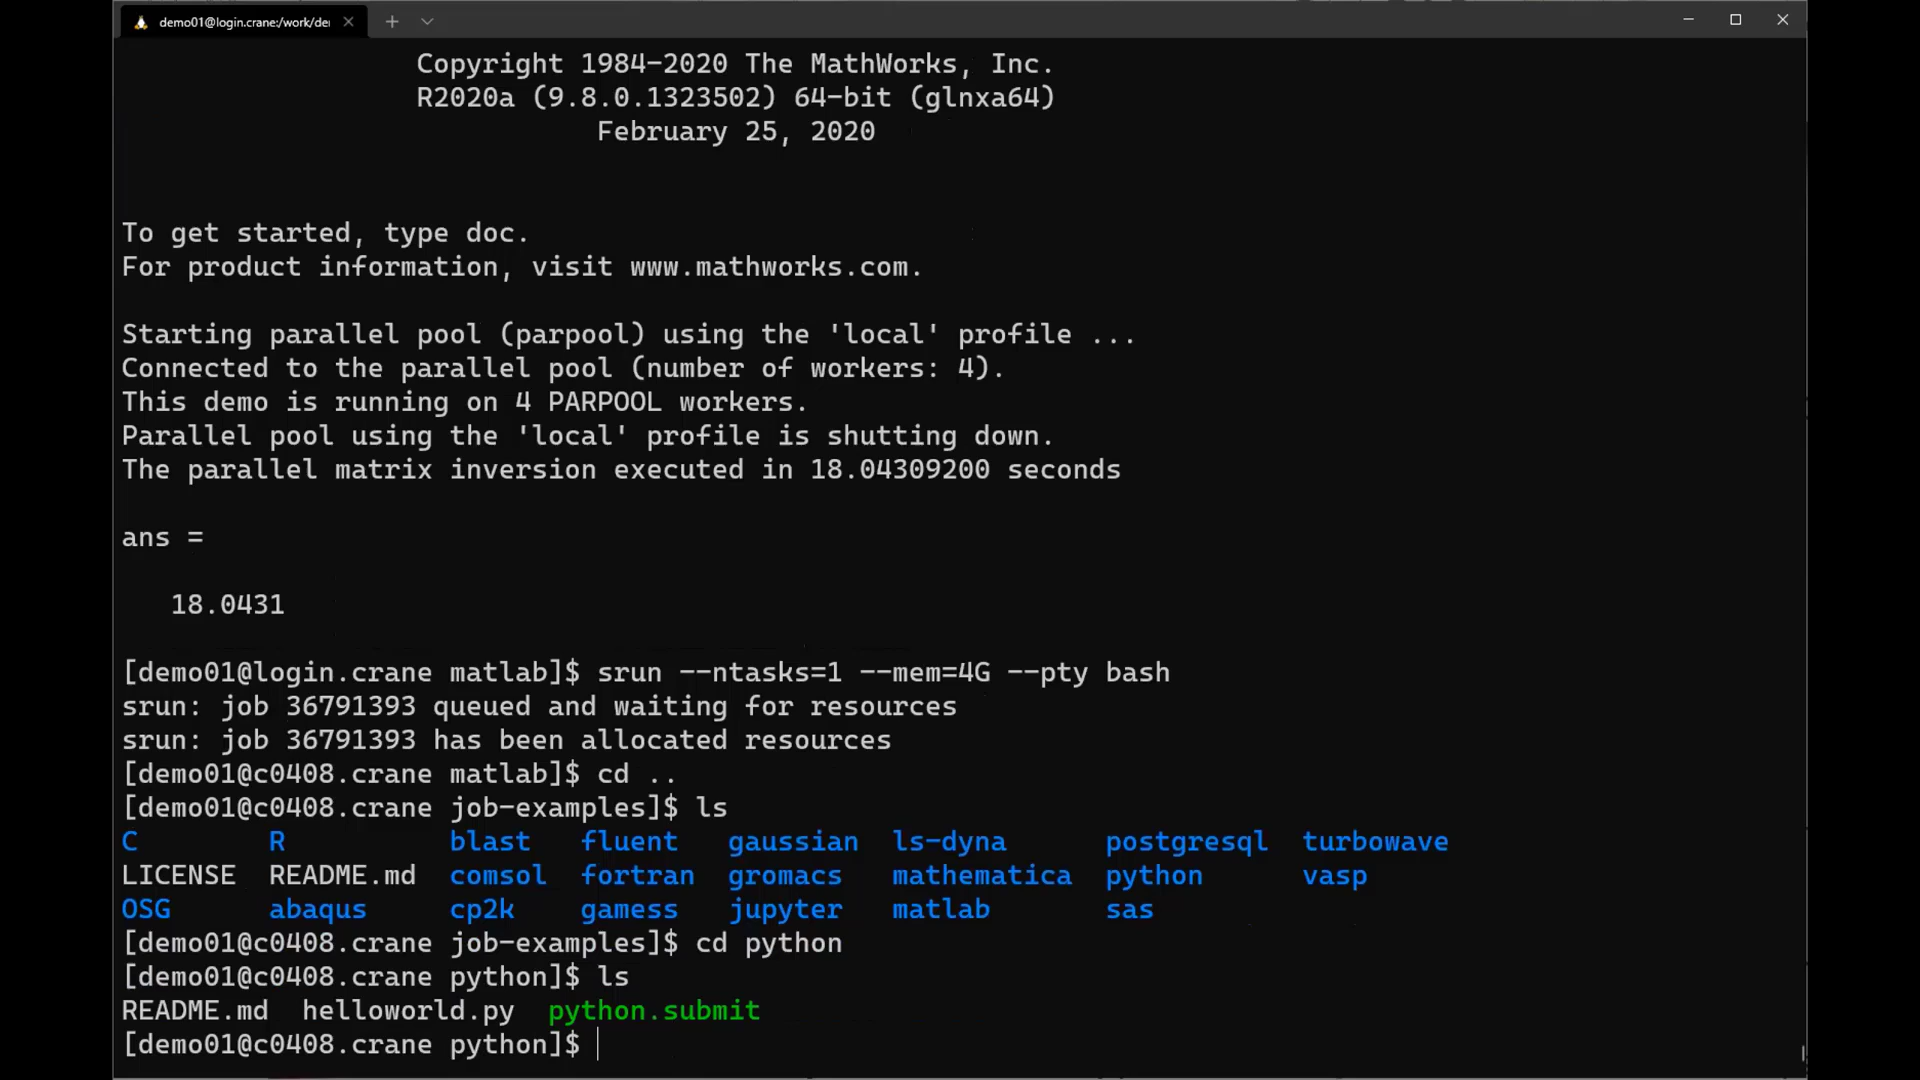 demo01@login.crane:/work/de
Copyright 1984-2020 The MathWorks, Inc.
R2020a (9.8.0.1323502) 64-bit (glnxa64)
February 25, 2020
To get started, type doc.
For product information, visit www.mathworks.com.
Starting parallel pool (parpool) using the 'local' profile ...
Connected to the parallel pool (number of workers: 4).
This demo is running on 4 PARPOOL workers.
Parallel pool using the 'local' profile is shutting down.
The parallel matrix inversion executed in 18.04309200 seconds
ans =
18.0431
[demo01@login.crane matlab]$ srun --ntasks=1 --mem=4G --pty bash
srun: job 36791393 queued and waiting for resources
srun: job 36791393 has been allocated resources
[demo01@c0408.crane matlab]$ cd ..
[demo01@c0408.crane job-examples]$ ls
C R blast fluent gaussian ls-dyna postgresql turbowave
LICENSE README.md comsol fortran gromacs mathematica python vasp
OSG abaqus cp2k gamess jupyter matlab sas
[demo01@c0408.crane job-examples]$ cd python
[demo01@c0408.crane python]$ ls
README.md helloworld.py python.submit
[demo01@c0408.crane python]$